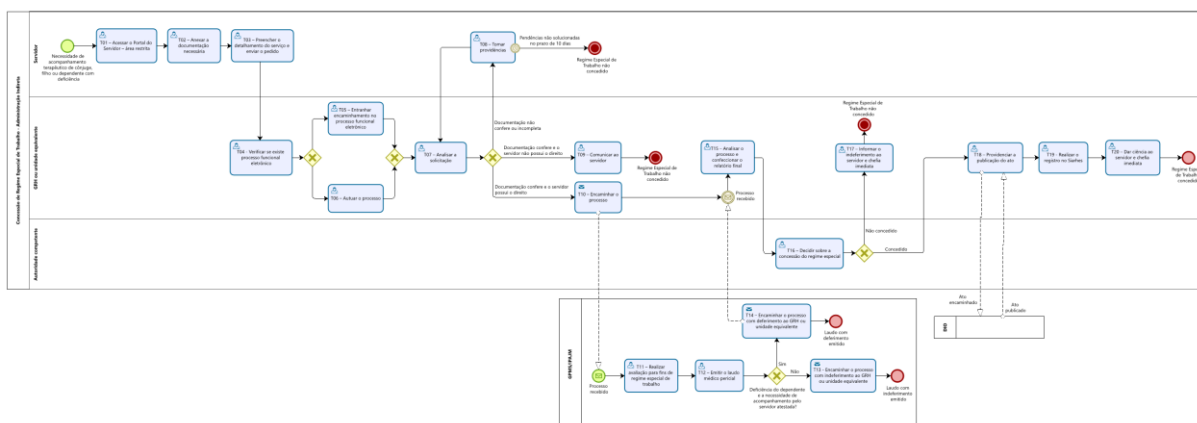 Concessão de Regime Especial de Trabalho - Administração Indireta
Servidor
Necessidade de
acompanhamento
terapêutico de cônjuge,
filho ou dependente com
deficiência
T01 – Acessar o Portal do
Servidor – área restrita
T02 – Anexar a
documentação
necessária
T03 – Preencher o
detalhamento do serviço e
enviar o pedido
T08 – Tomar
providências
Pendências não solucionadas
no prazo de 10 dias
Regime Especial de
Trabalho não
concedido
GRH ou unidade equivalente
T04 – Verificar se existe
processo funcional
eletrônico
T05 – Entranhar
encaminhamento no
processo funcional
eletrônico
T06 – Autuar o processo
T07 – Analisar a
solicitação
Documentação não
confere ou incompleta
Documentação confere e o
servidor não possui o direito
Documentação confere e o servidor
possui o direito
T09 – Comunicar ao
servidor
Regime Especial de
Trabalho não
concedido
T10 – Encaminhar o
processo
T15 – Analisar o
processo e
confeccionar o
relatório final
Processo
recebido
Regime Especial de
Trabalho não
concedido
T17 – Informar o
indeferimento ao
servidor e chefia
imediata
T18 – Providenciar a
publicação do ato
T19 – Realizar o
registro no Siarhes
T20 – Dar ciência ao
servidor e chefia
imediata
Regime Especial
de Trabalho
concedido
Autoridade competente
T16 – Decidir sobre a
concessão do regime especial
Não concedido
Concedido
Ato
encaminhado
Ato
publicado
DIO
T14 – Encaminhar o processo
com deferimento ao GRH ou
unidade equivalente
Laudo com
deferimento
emitido
Processo
recebido
T11 – Realizar
avaliação para fins de
regime especial de
trabalho
T12 – Emitir o laudo
médico pericial
Sim
Não
Deficiência do dependente
e a necessidade de
acompanhamento pelo
servidor atestada?
T13 – Encaminhar o processo
com indeferimento ao GRH
ou unidade equivalente
Laudo com
indeferimento
emitido